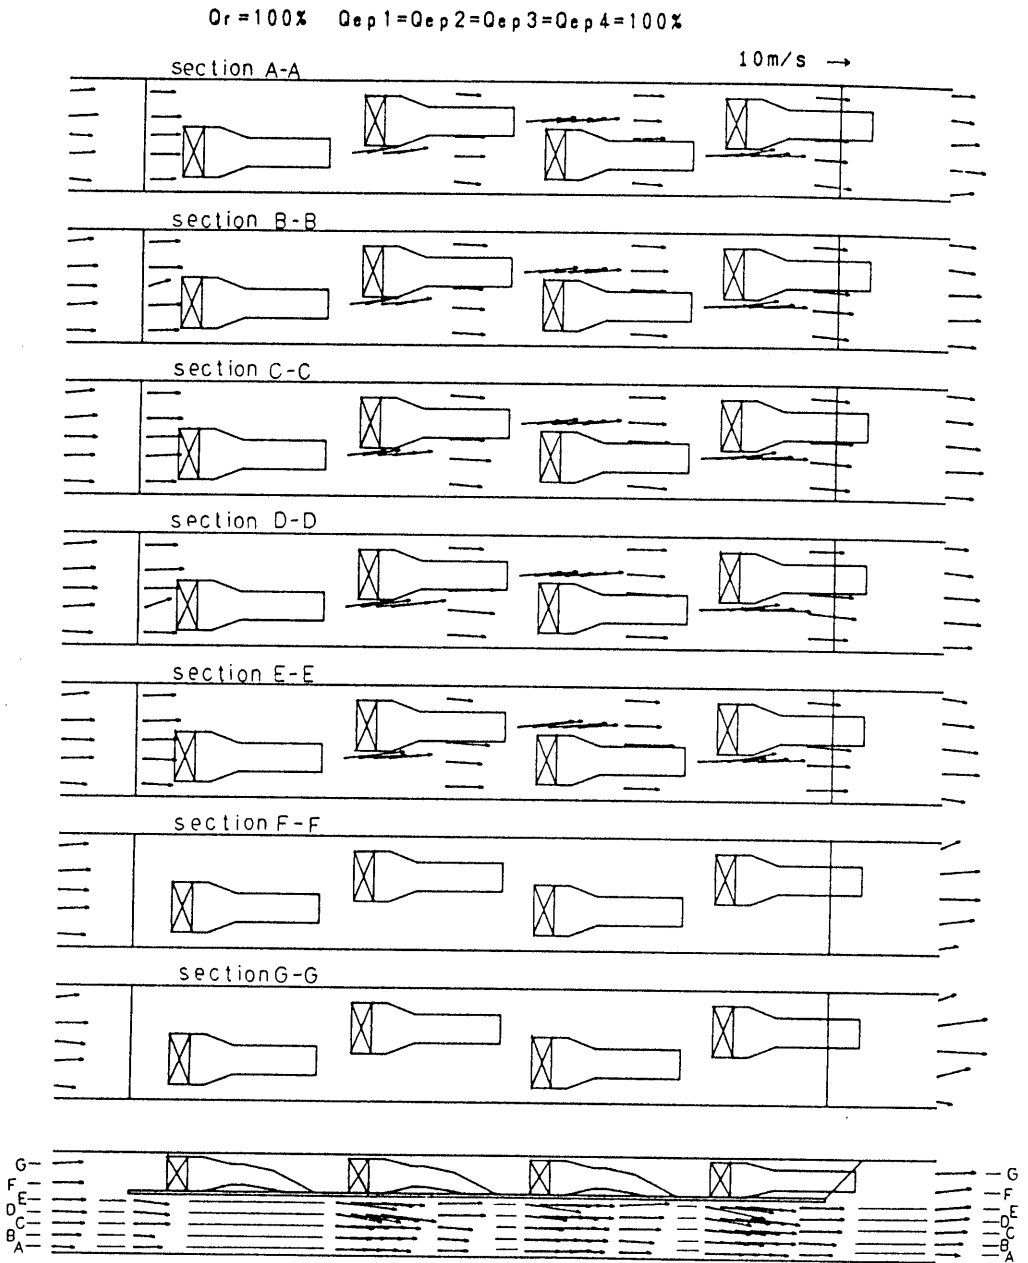 Qr=100% Qep1=Qep2=Qep3=Qep4=100%
10m/s
section A-A
section B-B
section C-C
section D-D
section E-E
section F-F
section G-G
G
F
E
D
C
B
A
G
F
E
D
C
B
A